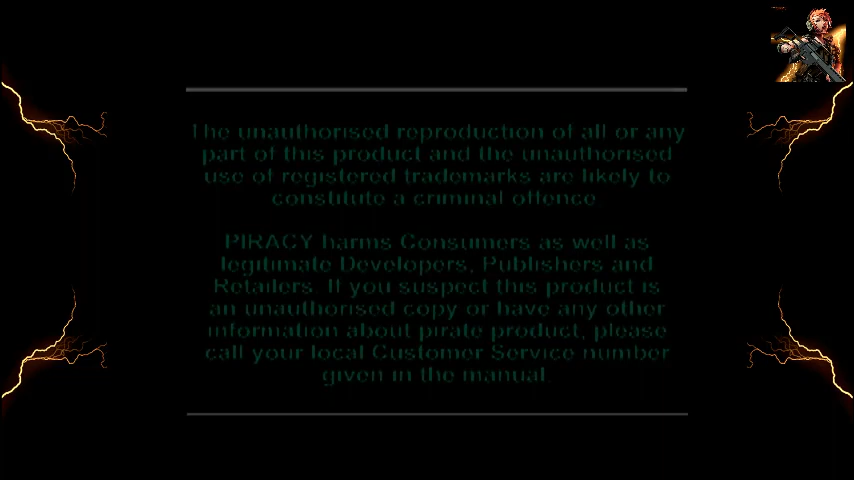 The unauthorised reproduction of all or any
part of this product and the unauthorised
use of registered trademarks are likely to
constitute a criminal offence.
PIRACY harms Consumers as well as
legitimate Developers, Publishers and
Retailers. If you suspect this product is
an unauthorised copy or have any other
information about pirate product, please
call your local Customer Service number
given in the manual.